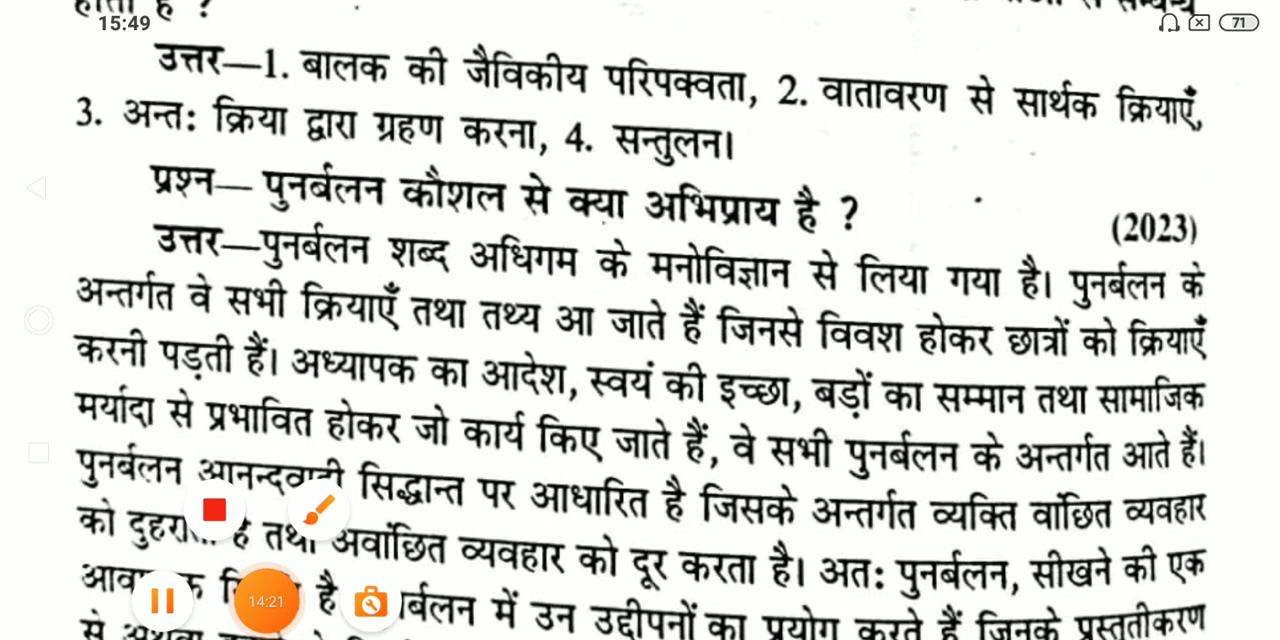 होता है ?
15:49
71
उत्तर—1. बालक की जैविकीय परिपक्वता, 2. वातावरण से सार्थक क्रियाएँ,
3. अन्त: क्रिया द्वारा ग्रहण करना, 4. सन्तुलन।
प्रश्न— पुनर्बलन कौशल से क्या अभिप्राय है ?
(2023)
उत्तर—पुनर्बलन शब्द अधिगम के मनोविज्ञान से लिया गया है। पुनर्बलन के
अन्तर्गत वे सभी क्रियाएँ तथा तथ्य आ जाते हैं जिनसे विवश होकर छात्रों को क्रियाएँ
करनी पड़ती हैं। अध्यापक का आदेश, स्वयं की इच्छा, बड़ों का सम्मान तथा सामाजिक
मर्यादा से प्रभावित होकर जो कार्य किए जाते हैं, वे सभी पुनर्बलन के अन्तर्गत आते हैं।
पुनर्बलन आनन्दवादी सिद्धान्त पर आधारित है जिसके अन्तर्गत व्यक्ति वांछित व्यवहार
को है तथा अवांछित व्यवहार को दूर करता है। अत: पुनर्बलन, सीखने की एक
है में उन उद्दीपनों का प्रयोग करते हैं जिनके प्रस्तुतीकरण
से
14:21